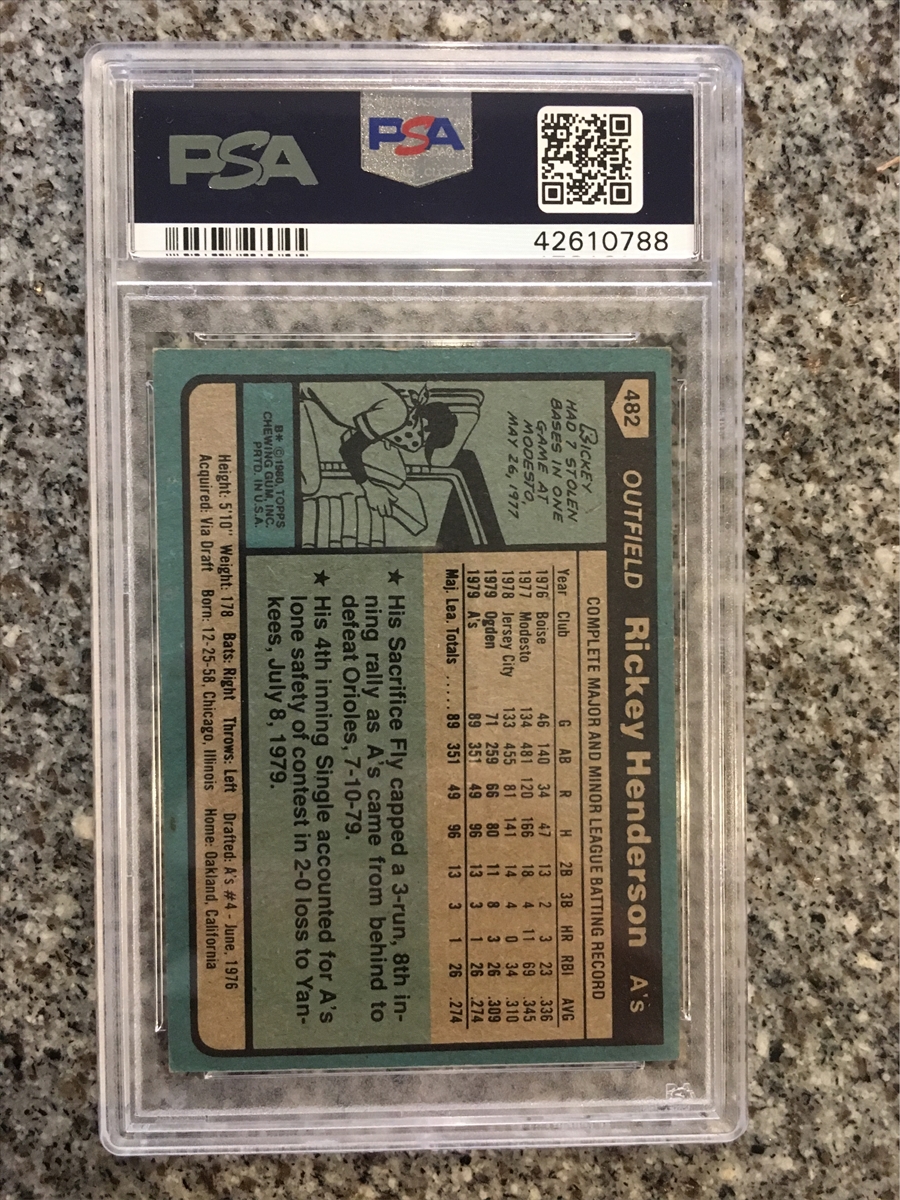 PSA
PSA
42610788
482 OUTFIELD Rickey Henderson A's
RICKEY
HAD 7 STOLEN
BASES IN ONE
GAME AT
MODESTO,
MAY 26, 1977
B* © 1980, TOPPS
CHEWING GUM, INC.
PRTD. IN U.S.A.
COMPLETE MAJOR AND MINOR LEAGUE BATTING RECORD
Year Club G AB R H 2B 3B HR RBI AVG
1976 Boise 46 140 34 47 13 2 3 23 .336
1977 Modesto 134 481 120 166 18 4 11 69 .345
1978 Jersey City 133 455 81 141 14 4 0 34 .310
1979 Ogden 71 259 66 80 11 8 3 26 .309
1979 A's 89 351 49 96 13 3 1 26 .274
Maj. Lea. Totals ..... 89 351 49 96 13 3 1 26 .274
★ His Sacrifice Fly capped a 3-run, 8th in-
ning rally as A's came from behind to
defeat Orioles, 7-10-79.
★ His 4th inning Single accounted for A's
lone safety of contest in 2-0 loss to Yan-
kees, July 8, 1979.
Height: 5'10" Weight: 178 Bats: Right Throws: Left Drafted: A's #4 - June, 1976
Acquired: Via Draft Born: 12-25-58, Chicago, Illinois Home: Oakland, California